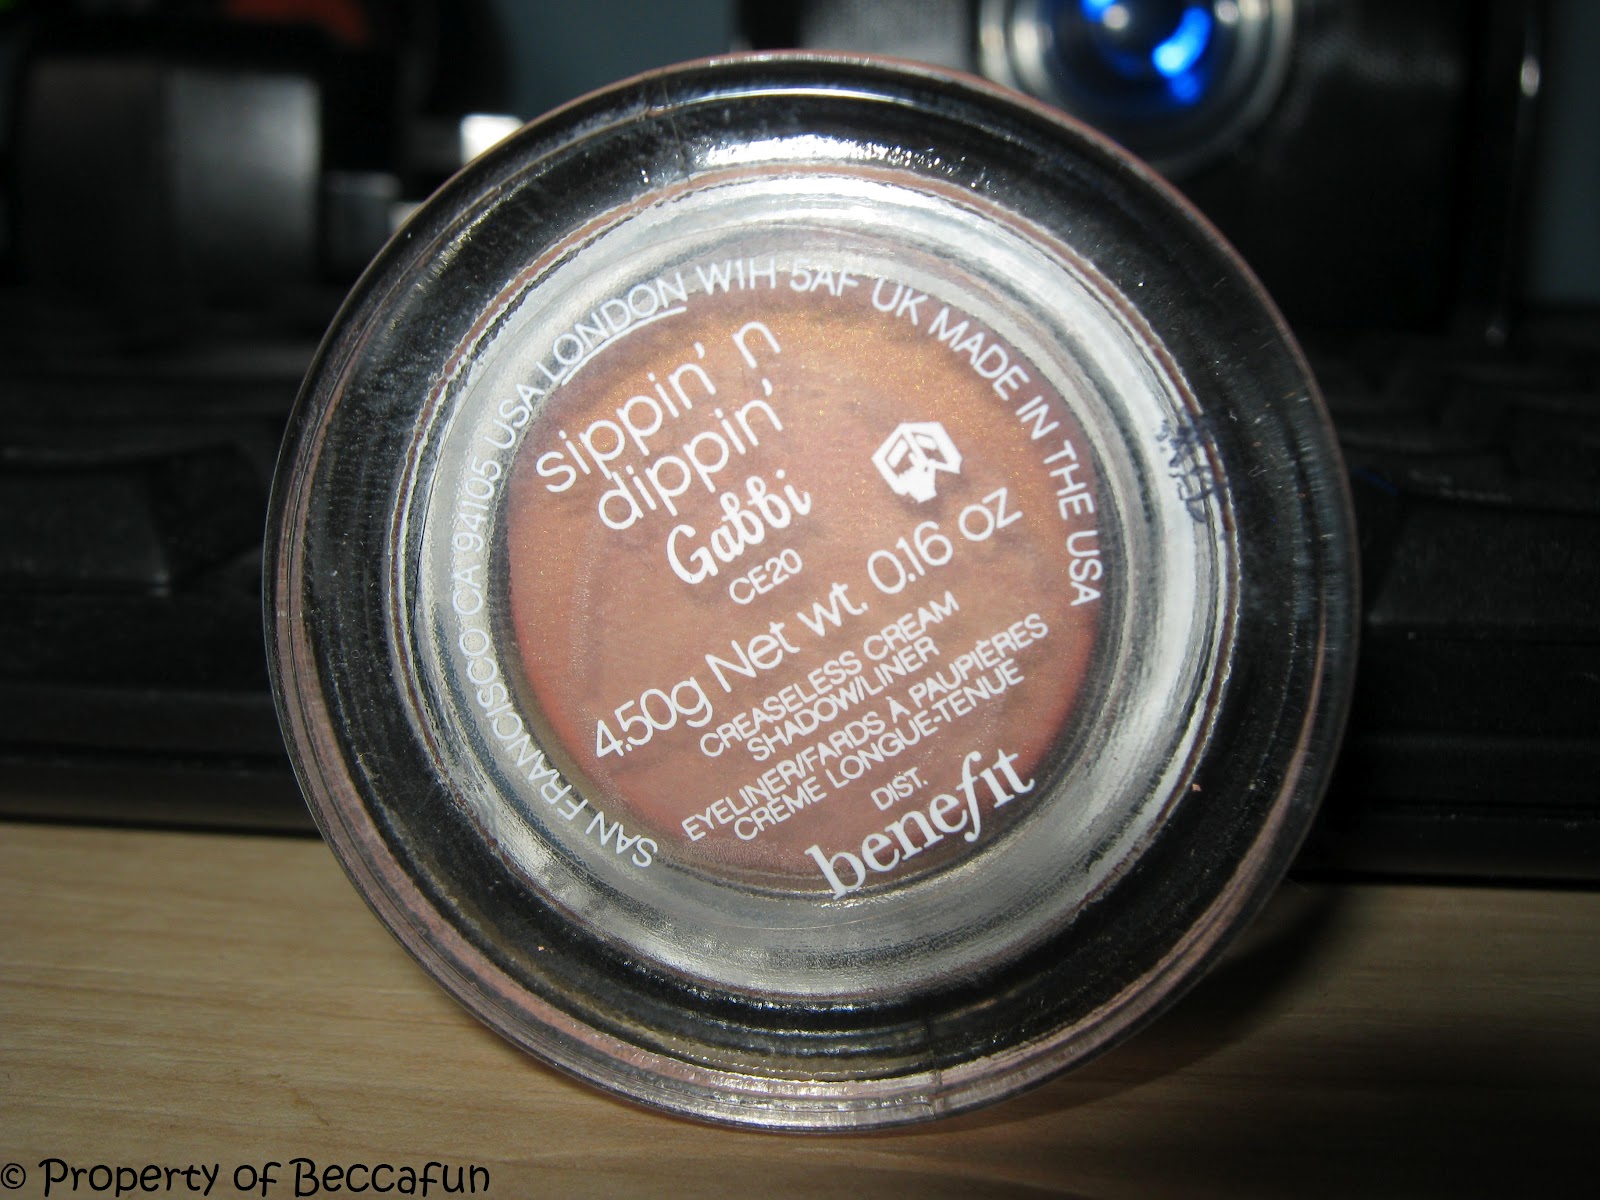 SAN FRANCISCO CA 94105 USA LONDON W1H 5AF UK MADE IN THE USA
sippin' n
dippin'
Gabbi
CE20
4.50g Net wt. 0.16 oz
CREASELESS CREAM
SHADOW/LINER
EYELINER/FARDS À PAUPIÈRES
CRÈME LONGUE-TENUE
DIST.
benefit
© Property of Beccafun